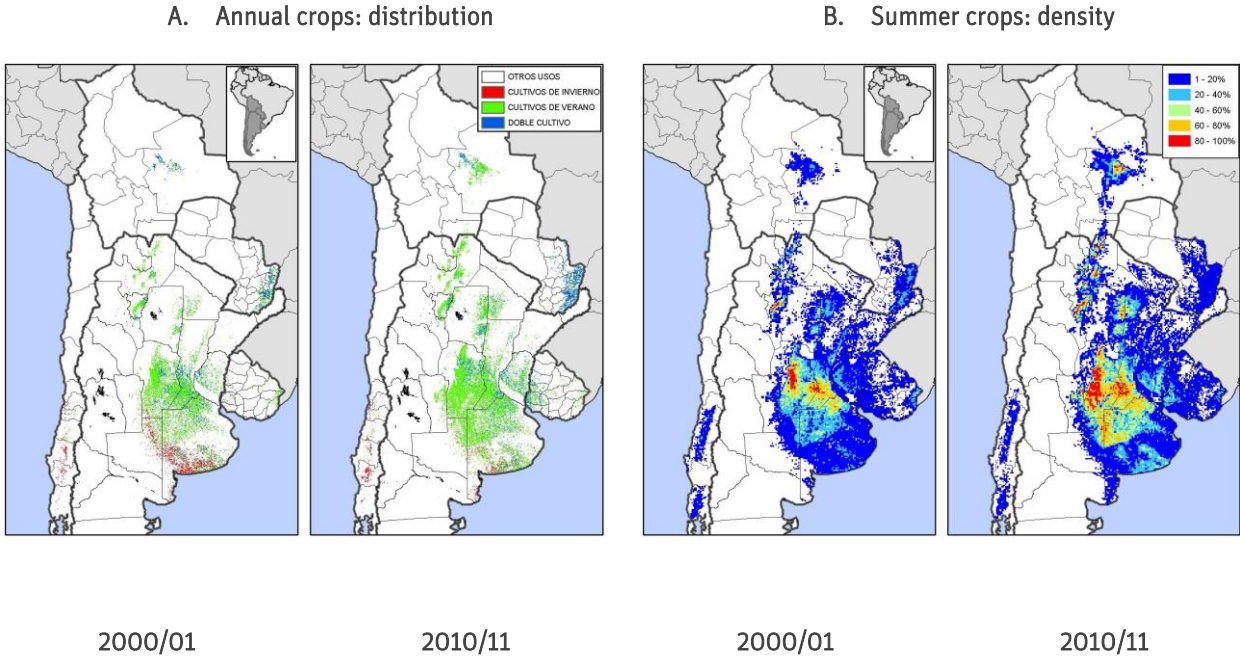 A. Annual crops: distribution
B. Summer crops: density
OTROS USOS
CULTIVOS DE INVIERNO
CULTIVOS DE VERANO
DOBLE CULTIVO
1 - 20%
20 - 40%
40 - 60%
60 - 80%
80 - 100%
2000/01
2010/11
2000/01
2010/11